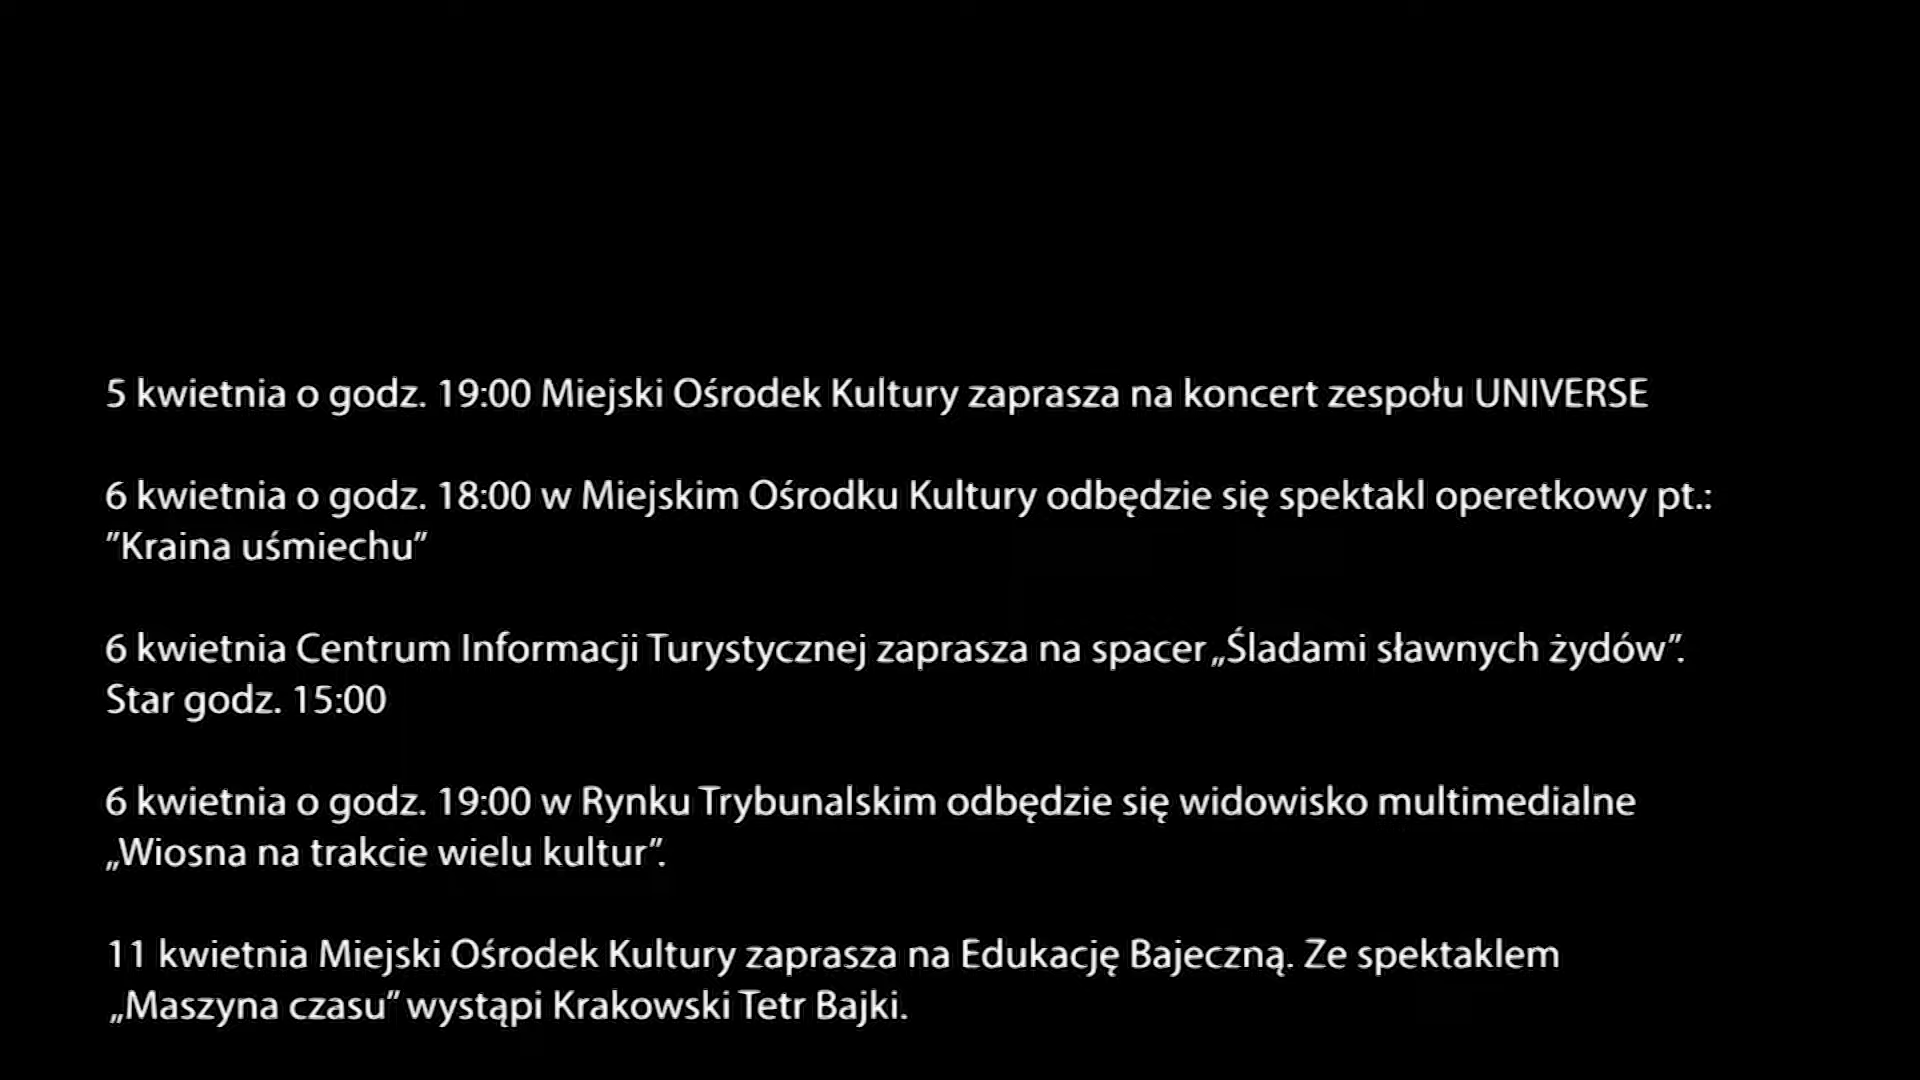 5 kwietnia o godz. 19:00 Miejski Ośrodek Kultury zaprasza na koncert zespołu UNIVERSE
6 kwietnia o godz. 18:00 w Miejskim Ośrodku Kultury odbędzie się spektakl operetkowy pt.:
”Kraina uśmiechu”
6 kwietnia Centrum Informacji Turystycznej zaprasza na spacer „Śladami sławnych żydów”.
Star godz. 15:00
6 kwietnia o godz. 19:00 w Rynku Trybunalskim odbędzie się widowisko multimedialne
„Wiosna na trakcie wielu kultur”.
11 kwietnia Miejski Ośrodek Kultury zaprasza na Edukację Bajeczną. Ze spektaklem
„Maszyna czasu” wystąpi Krakowski Tetr Bajki.